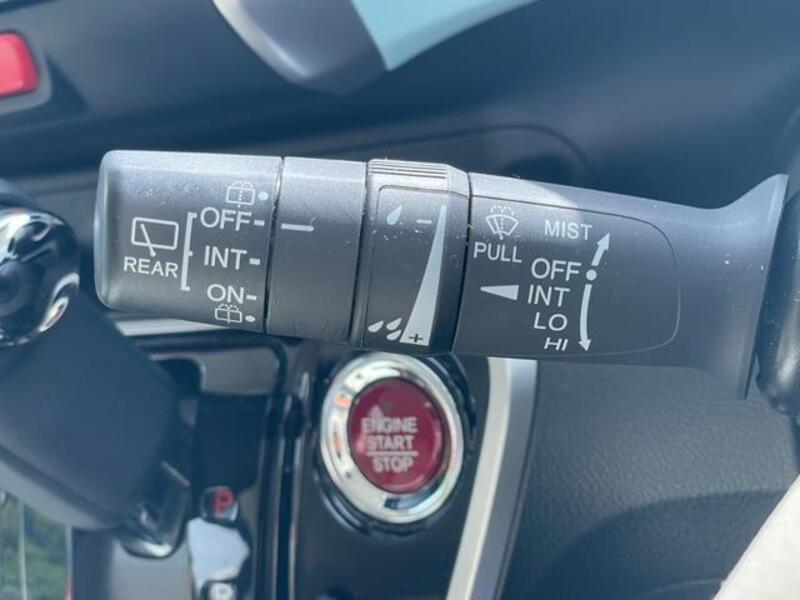 REAR
OFF
INT
ON
PULL
MIST
OFF
INT
LO
HI
ENGINE
START
STOP
P
R